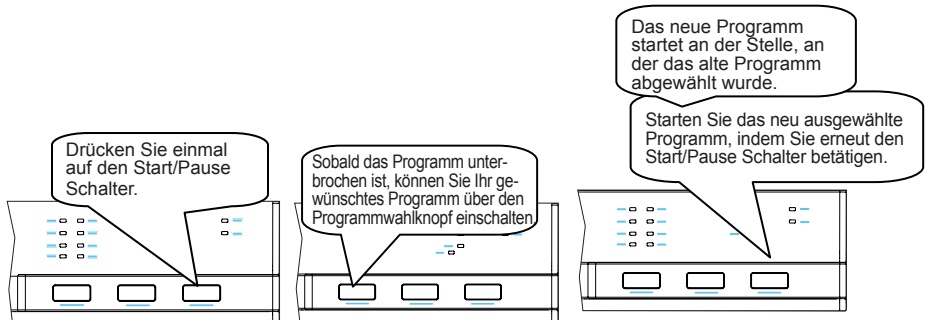 Drücken Sie einmal
auf den Start/Pause
Schalter.
Sobald das Programm unter-
brochen ist, können Sie Ihr ge-
wünschtes Programm über den
Programmwahlknopf einschalten
Das neue Programm
startet an der Stelle, an
der das alte Programm
abgewählt wurde.
Starten Sie das neu ausgewählte
Programm, indem Sie erneut den
Start/Pause Schalter betätigen.